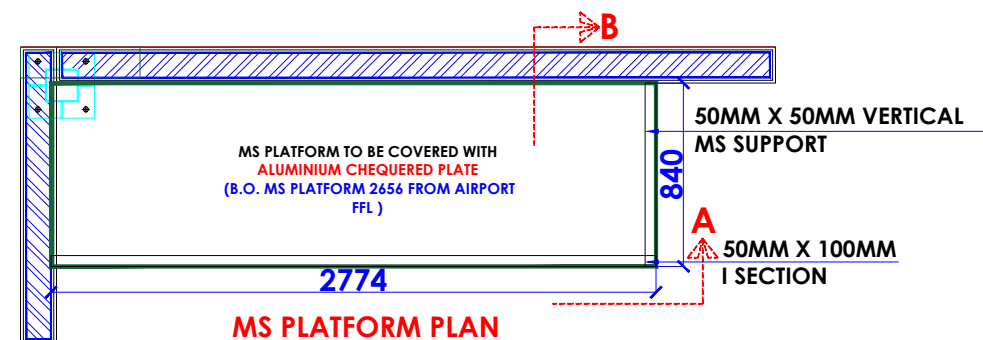 B
50MM X 50MM VERTICAL
MS SUPPORT
MS PLATFORM TO BE COVERED WITH
ALUMINIUM CHEQUERED PLATE
(B.O. MS PLATFORM 2656 FROM AIRPORT
FFL )
840
A
50MM X 100MM
I SECTION
2774
MS PLATFORM PLAN